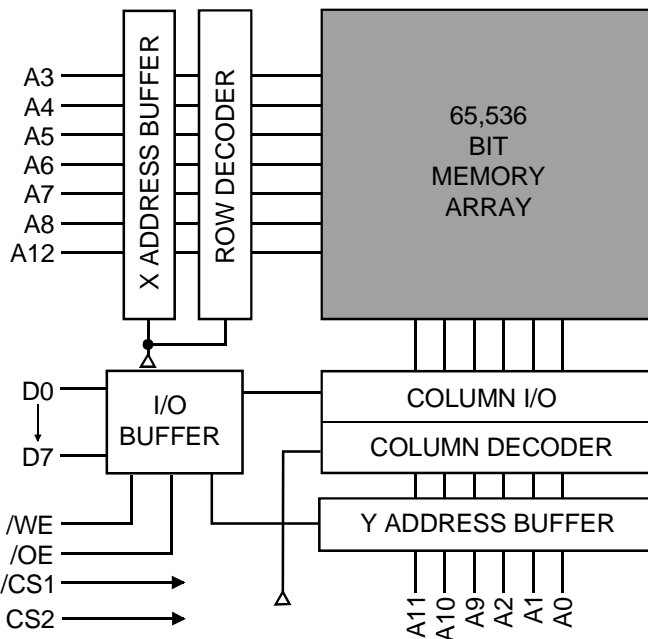 A3
A4
A5
A6
A7
A8
A12
X ADDRESS BUFFER
ROW DECODER
65,536
BIT
MEMORY
ARRAY
D0
D7
I/O
BUFFER
COLUMN I/O
COLUMN DECODER
Y ADDRESS BUFFER
/WE
/OE
/CS1
CS2
A11
A10
A9
A2
A1
A0